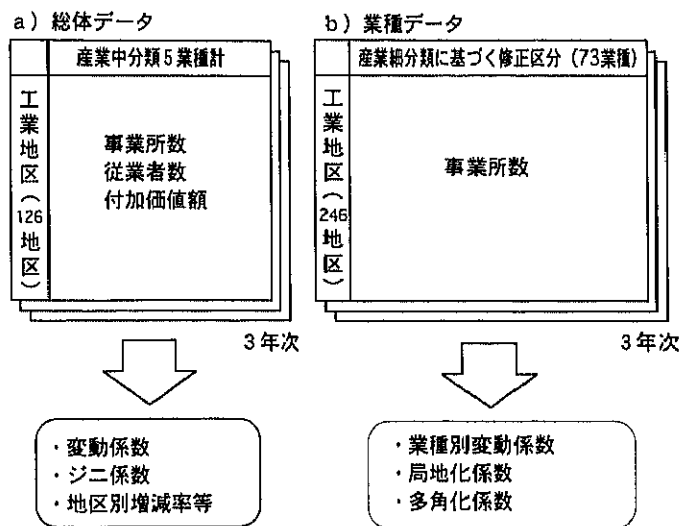 a）総体データ
産業中分類５業種計
工業地区（126地区）
事業所数
従業者数
付加価値額
３年次
・変動係数
・ジニ係数
・地区別増減率等
b）業種データ
産業細分類に基づく修正区分（73業種）
工業地区（246地区）
事業所数
３年次
・業種別変動係数
・局地化係数
・多角化係数